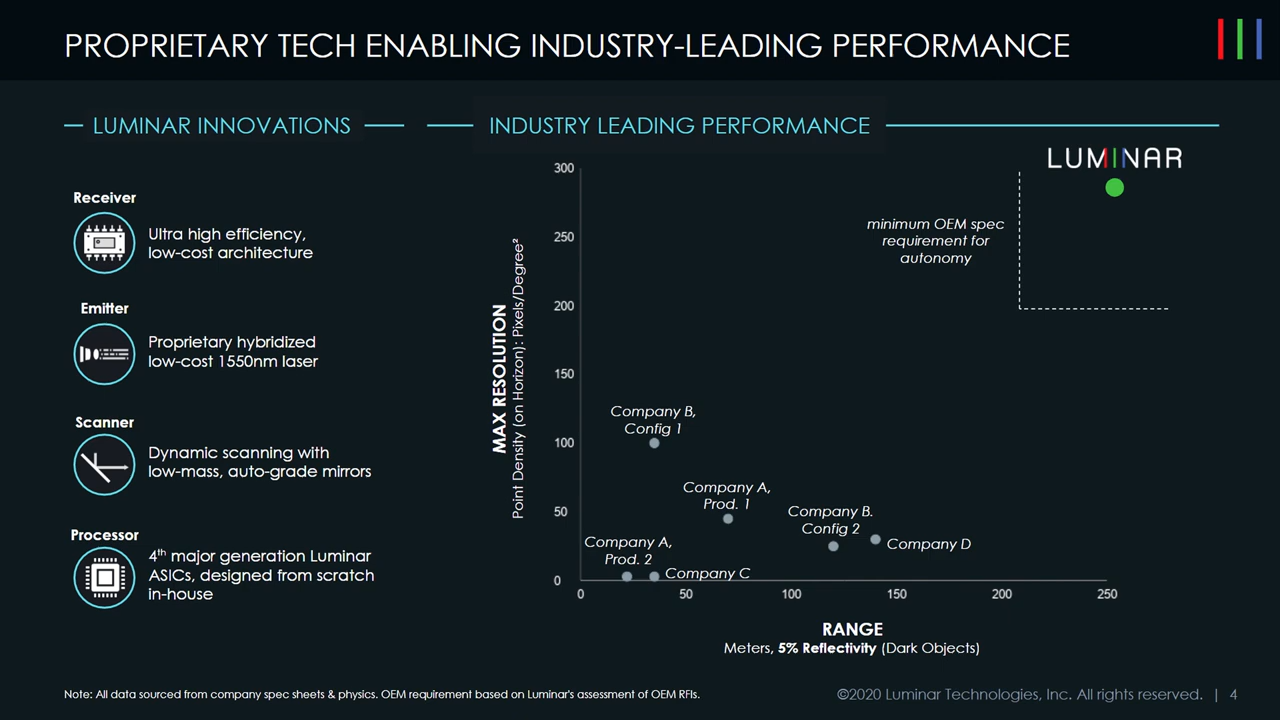 PROPRIETARY TECH ENABLING INDUSTRY-LEADING PERFORMANCE
LUMINAR INNOVATIONS
Receiver
Ultra high efficiency,
low-cost architecture
Emitter
Proprietary hybridized
low-cost 1550nm laser
Scanner
Dynamic scanning with
low-mass, auto-grade mirrors
Processor
4th major generation Luminar
ASICs, designed from scratch
in-house
INDUSTRY LEADING PERFORMANCE
LUMINAR
minimum OEM spec
requirement for
autonomy
MAX RESOLUTION
Point Density (on Horizon): Pixels/Degree²
300
250
200
150
100
50
0
Company B,
Config 1
Company A,
Prod. 1
Company B.
Config 2
Company D
Company A,
Prod. 2
Company C
0
50
100
150
200
250
RANGE
Meters, 5% Reflectivity (Dark Objects)
Note: All data sourced from company spec sheets & physics. OEM requirement based on Luminar's assessment of OEM RFIs.
©2020 Luminar Technologies, Inc. All rights reserved. | 4